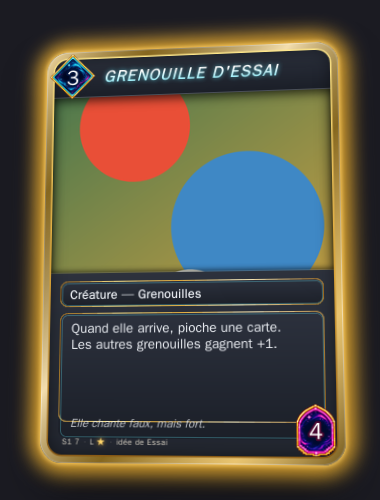 3
GRENOUILLE D'ESSAI
Créature — Grenouilles
Quand elle arrive, pioche une carte.
Les autres grenouilles gagnent +1.
Elle chante faux, mais fort.
S1 7 L★ idée de Essai
4